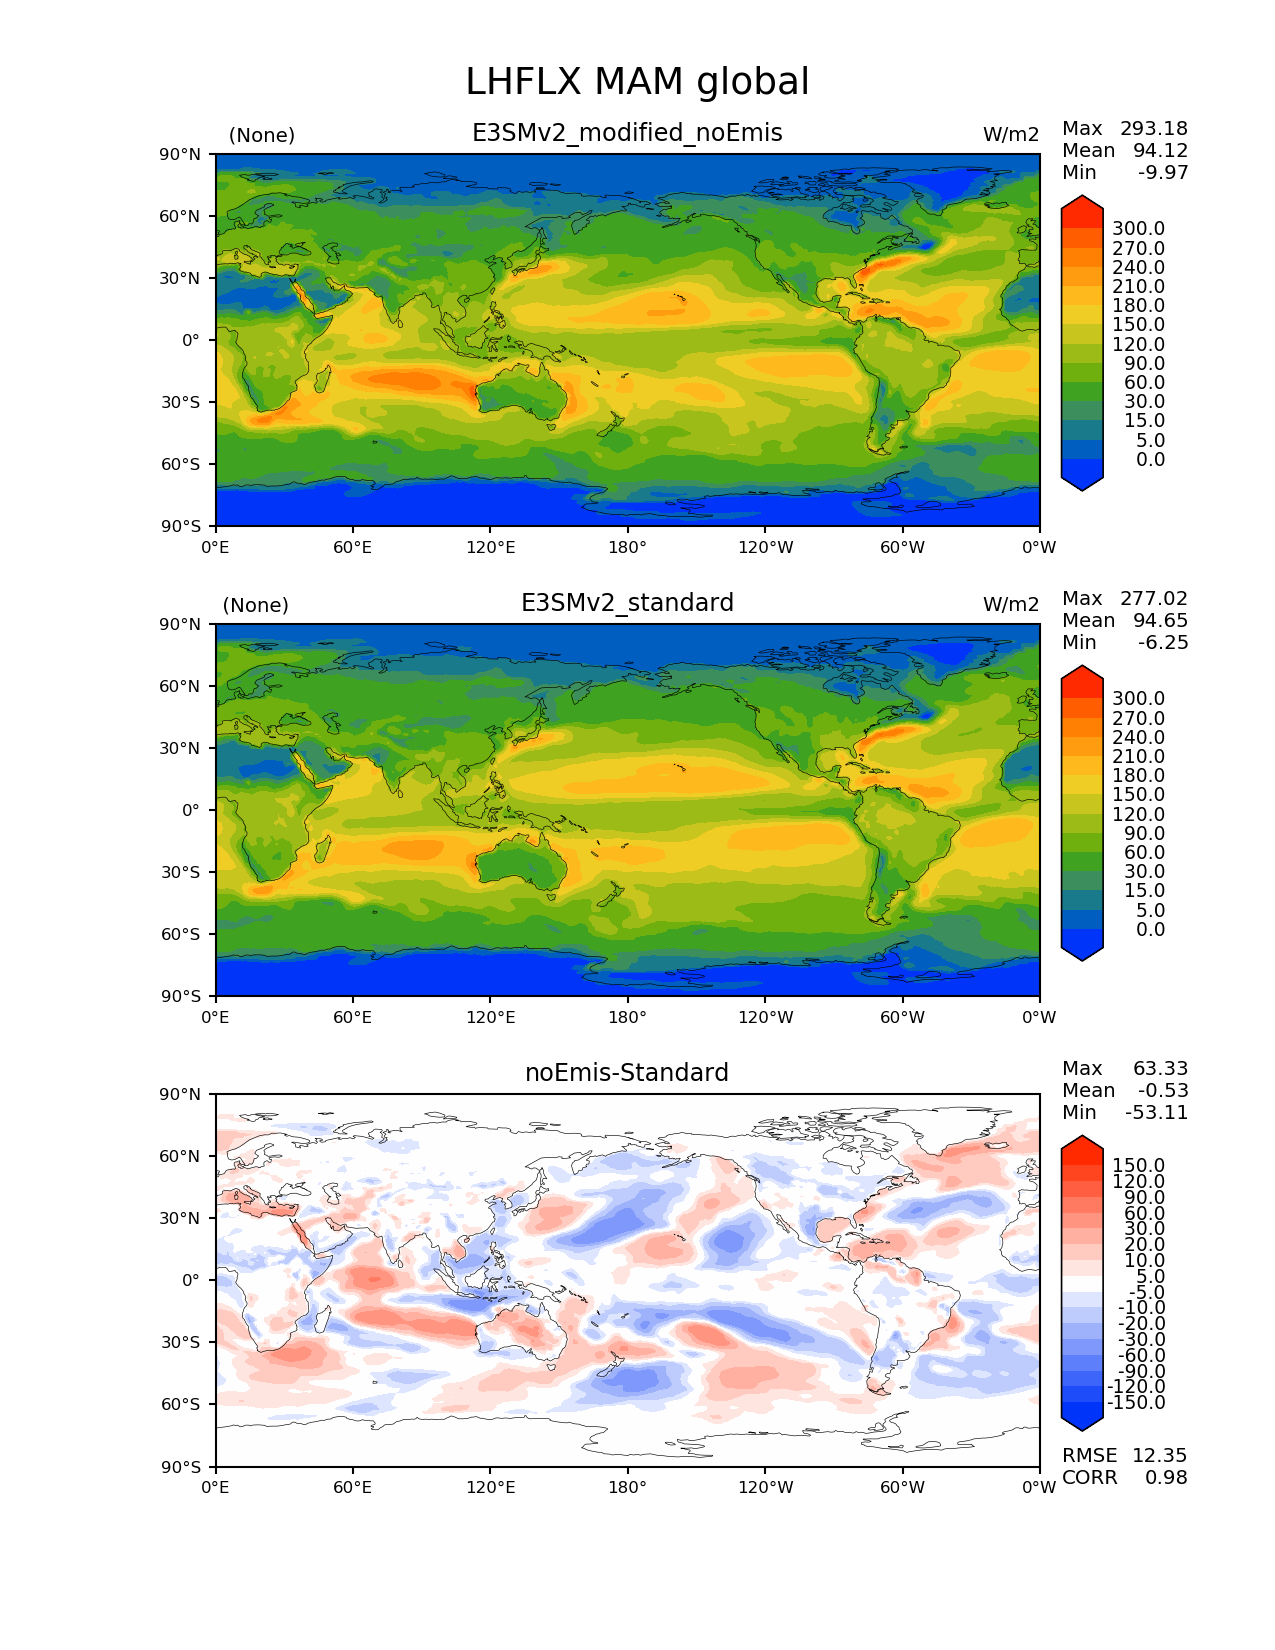 LHFLX MAM global
(None) E3SMv2_modified_noEmis W/m2
Max 293.18
Mean 94.12
Min -9.97
90°N
60°N
30°N
0°
30°S
60°S
90°S
0°E 60°E 120°E 180° 120°W 60°W 0°W
300.0
270.0
240.0
210.0
180.0
150.0
120.0
90.0
60.0
30.0
15.0
5.0
0.0
(None) E3SMv2_standard W/m2
Max 277.02
Mean 94.65
Min -6.25
90°N
60°N
30°N
0°
30°S
60°S
90°S
0°E 60°E 120°E 180° 120°W 60°W 0°W
300.0
270.0
240.0
210.0
180.0
150.0
120.0
90.0
60.0
30.0
15.0
5.0
0.0
noEmis-Standard
Max 63.33
Mean -0.53
Min -53.11
90°N
60°N
30°N
0°
30°S
60°S
90°S
0°E 60°E 120°E 180° 120°W 60°W 0°W
150.0
120.0
90.0
60.0
30.0
20.0
10.0
5.0
-5.0
-10.0
-20.0
-30.0
-60.0
-90.0
-120.0
-150.0
RMSE 12.35
CORR 0.98